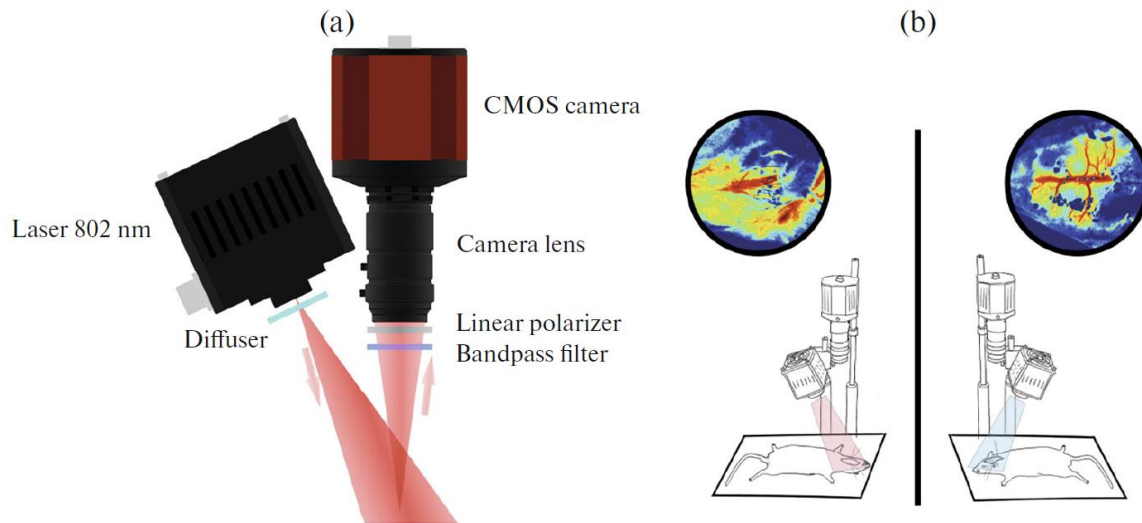 (a)
(b)
CMOS camera
Laser 802 nm
Camera lens
Diffuser
Linear polarizer
Bandpass filter